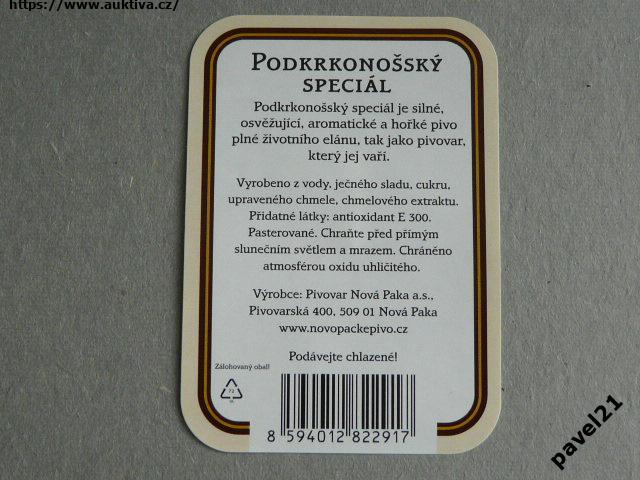 https://www.auktiva.cz/
PODKRKONOŠSKÝ
SPECIÁL
Podkrkonošský speciál je silné,
osvěžující, aromatické a hořké pivo
plné životního elánu, tak jako pivovar,
který jej vaří.
Vyrobeno z vody, ječného sladu, cukru,
upraveného chmele, chmelového extraktu.
Přidatné látky: antioxidant E 300.
Pasterované. Chraňte před přímým
slunečním světlem a mrazem. Chráněno
atmosférou oxidu uhličitého.
Výrobce: Pivovar Nová Paka a.s.,
Pivovarská 400, 509 01 Nová Paka
www.novopackepivo.cz
Podávejte chlazené!
Zálohovaný obal!
72
8 594012 822917
pavel21